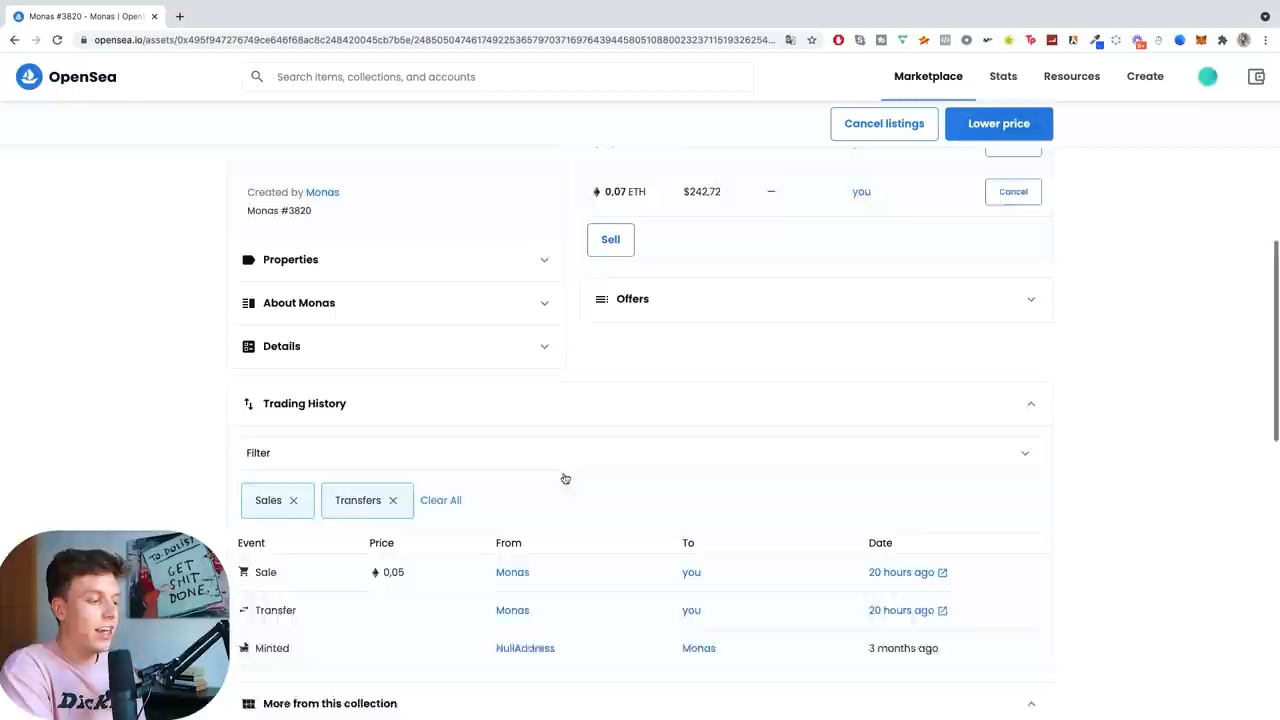 Monas #3820 - Monas | Open
opensea.io/assets/0x495f947276749ce646f68ac8c248420045cb7b5e/24850504746174922536579703716976439445805108800232371151932625​4...
OpenSea
Search items, collections, and accounts
Marketplace
Stats
Resources
Create
Cancel listings
Lower price
Created by Monas
Monas #3820
0,07 ETH
$242,72
—
you
Cancel
Sell
Properties
About Monas
Details
Offers
Trading History
Filter
Sales
Transfers
Clear All
Event Price From To Date
Sale 0,05 Monas you 20 hours ago
Transfer Monas you 20 hours ago
Minted NullAddress Monas 3 months ago
More from this collection
TO-DO LIST
GET
SHIT
DONE.